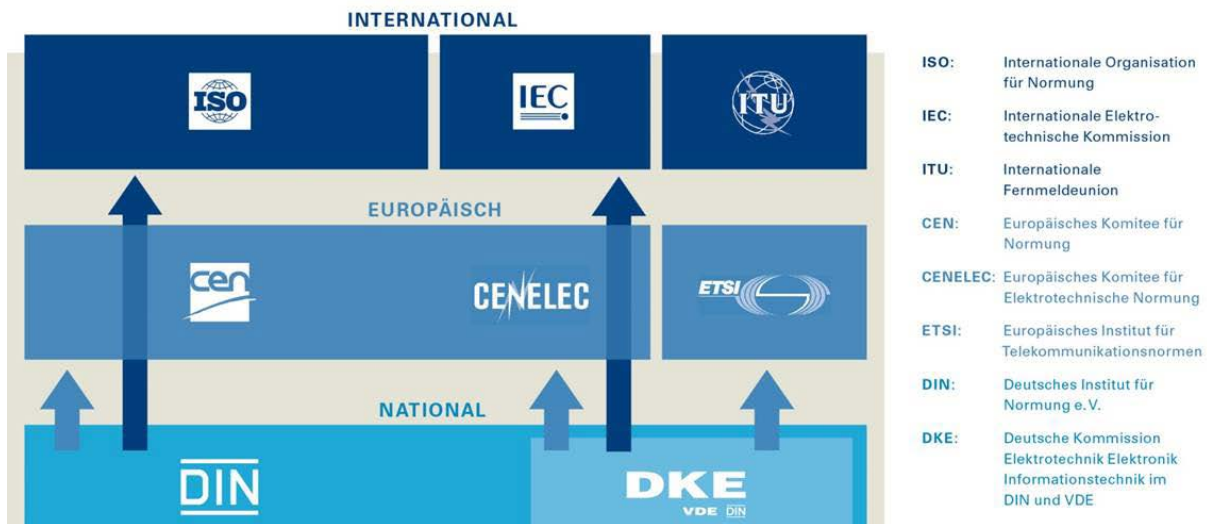 INTERNATIONAL
ISO
IEC
ITU
EUROPÄISCH
cen
CENELEC
ETSI
NATIONAL
DIN
DKE
VDE DIN
ISO: Internationale Organisation
für Normung
IEC: Internationale Elektro-
technische Kommission
ITU: Internationale
Fernmeldeunion
CEN: Europäisches Komitee für
Normung
CENELEC: Europäisches Komitee für
Elektrotechnische Normung
ETSI: Europäisches Institut für
Telekommunikationsnormen
DIN: Deutsches Institut für
Normung e. V.
DKE: Deutsche Kommission
Elektrotechnik Elektronik
Informationstechnik im
DIN und VDE